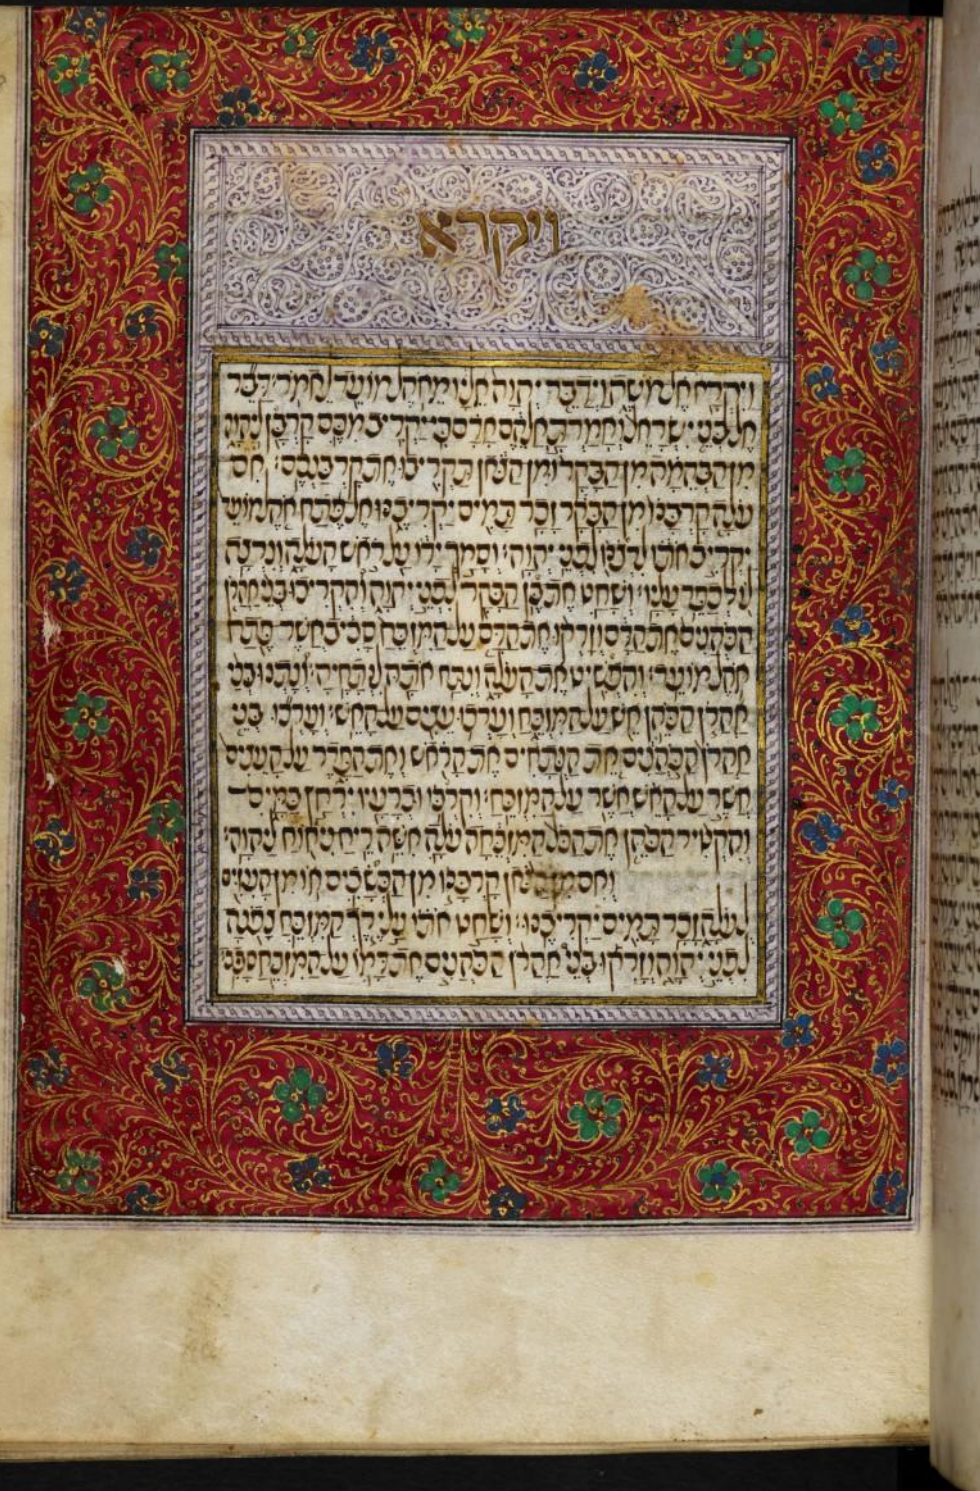 ויקרא
ויקרא אל משה וידבר יהוה אליו מאהל מועד לאמר דבר
אל בני ישראל ואמרת אלהם אדם כי יקריב מכם קרבן ליהוה
מן הבהמה מן הבקר ומן הצאן תקריבו את קרבנכם אם
עלה קרבנו מן הבקר זכר תמים יקריבנו אל פתח אהל מועד
יקריב אתו לרצנו לפני יהוה וסמך ידו על ראש העלה ונרצה
לו לכפר עליו ושחט את בן הבקר לפני יהוה והקריבו בני אהרן
הכהנים את הדם וזרקו את הדם על המזבח סביב אשר פתח
אהל מועד והפשיט את העלה ונתח אתה לנתחיה ונתנו בני
אהרן הכהן אש על המזבח וערכו עצים על האש וערכו בני
אהרן הכהנים את הנתחים את הראש ואת הפדר על העצים
אשר על האש אשר על המזבח וקרבו וכרעיו ירחץ במים
והקטיר הכהן את הכל המזבחה עלה אשה ריח ניחוח ליהוה
ואם מן הצאן קרבנו מן הכשבים או מן העזים
לעלה זכר תמים יקריבנו ושחט אתו על ירך המזבח צפנה
לפני יהוה וזרקו בני אהרן הכהנים את דמו על המזבח סביב